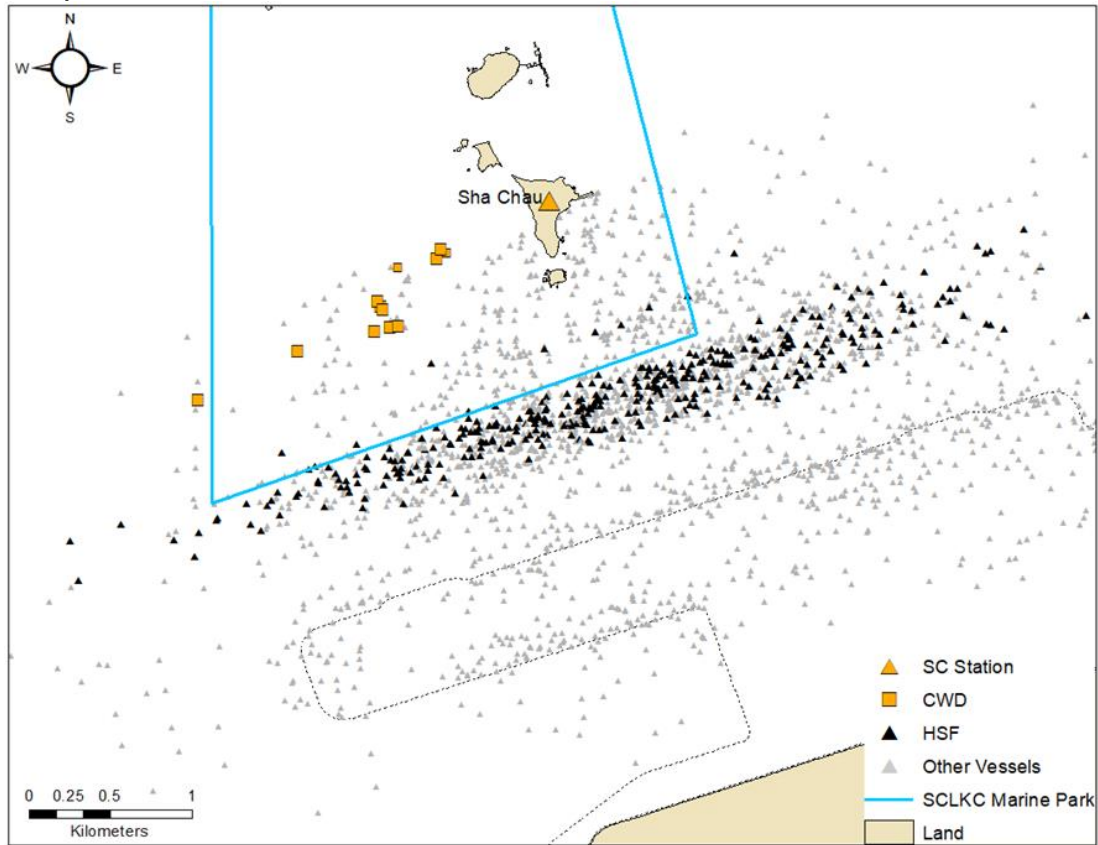 N
W E
S
Sha Chau
SC Station
CWD
HSF
Other Vessels
SCLKC Marine Park
Land
0 0.25 0.5 1
Kilometers